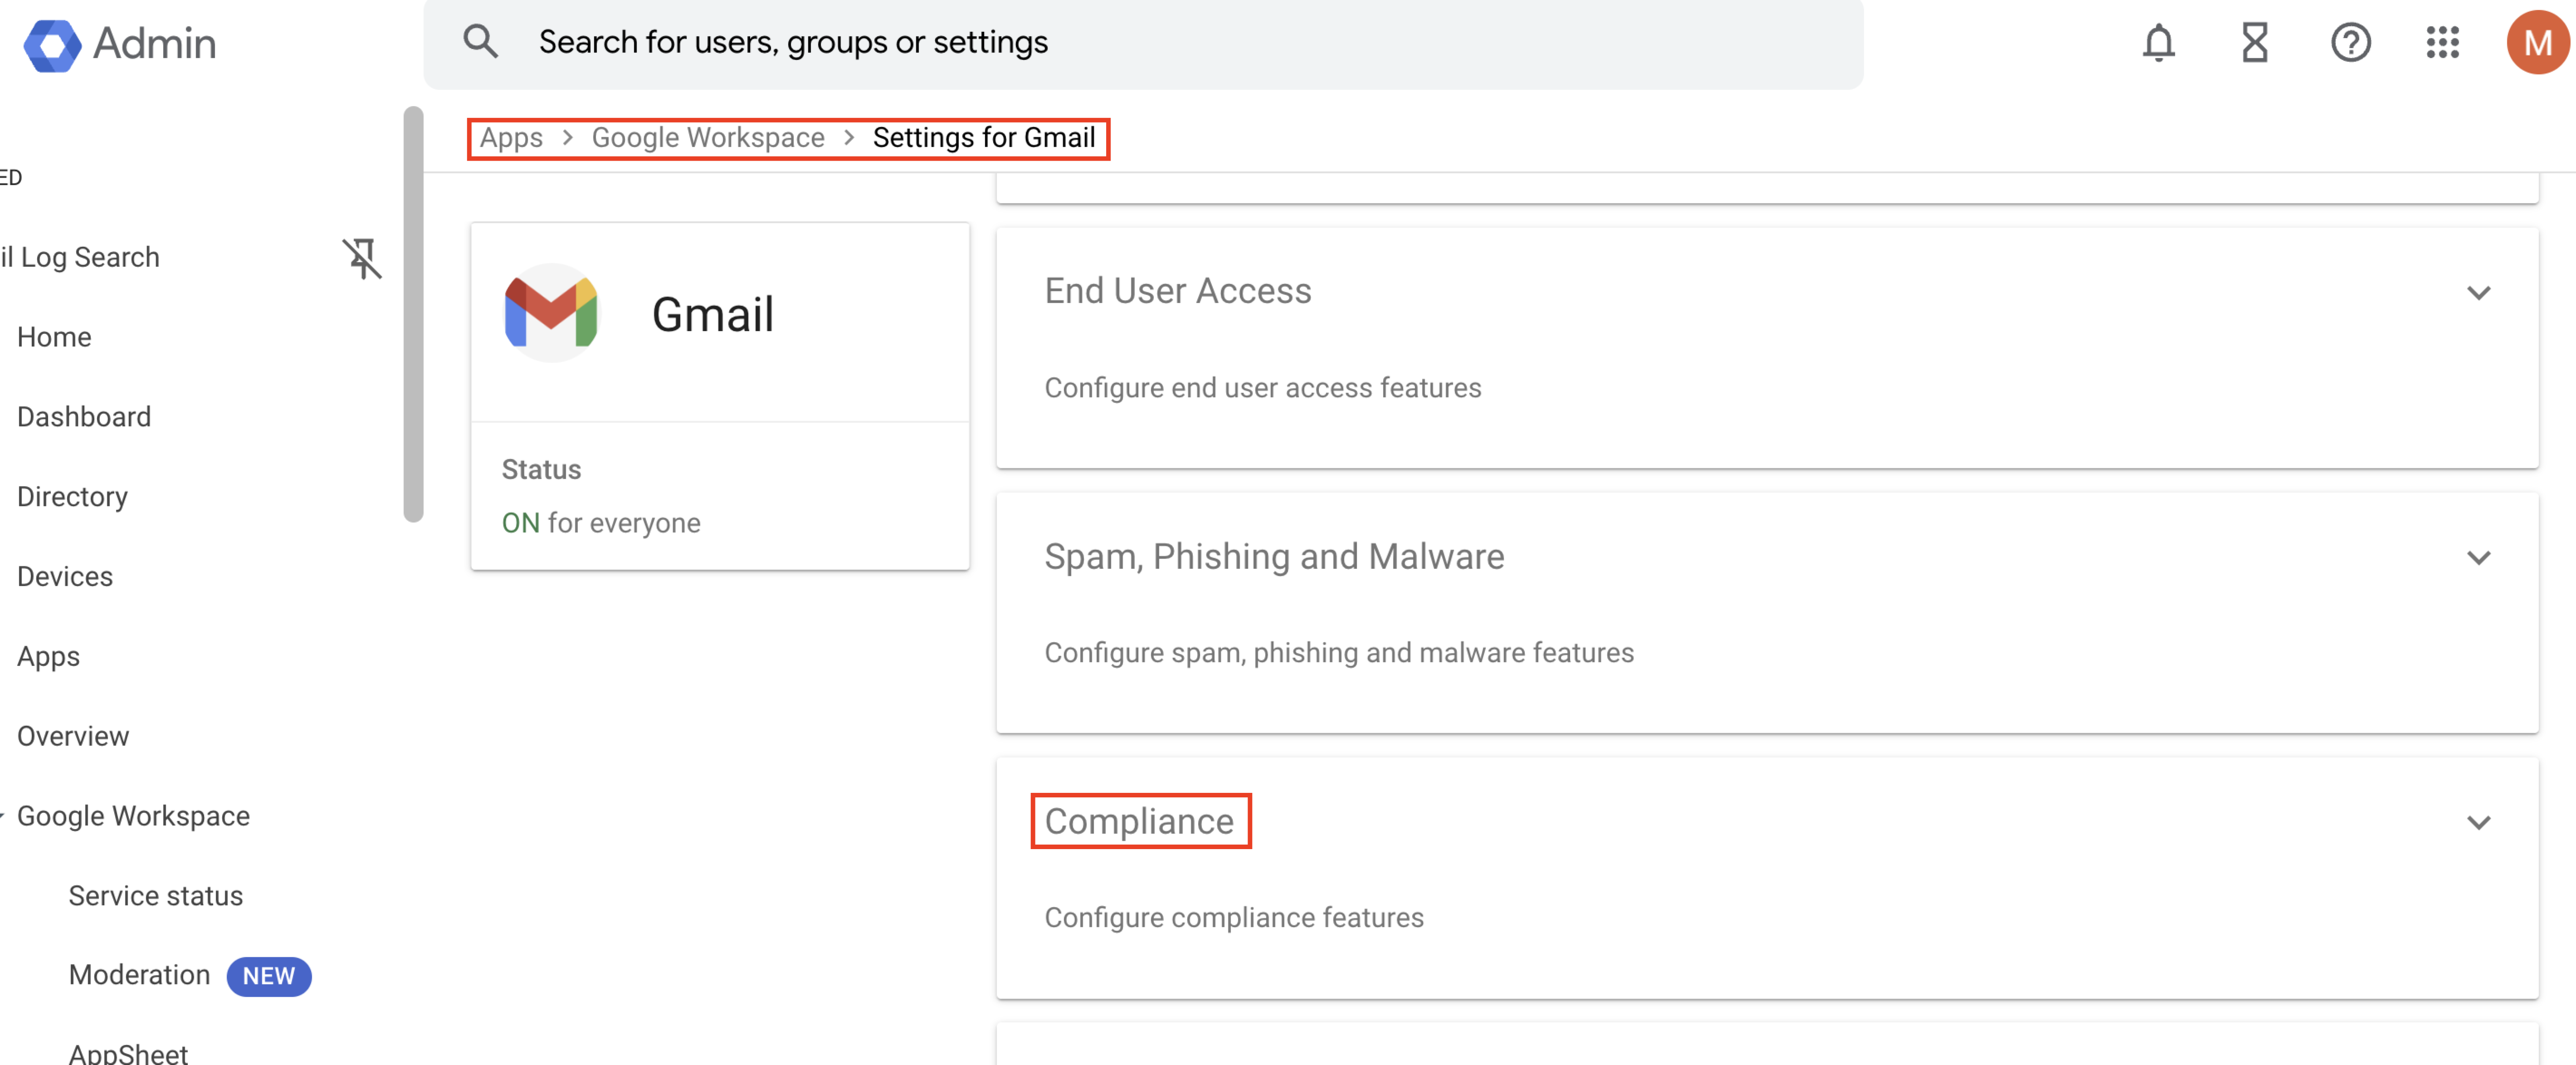 Admin
Search for users, groups or settings
M
Apps > Google Workspace > Settings for Gmail
ED
il Log Search
Home
Dashboard
Directory
Devices
Apps
Overview
Google Workspace
Service status
Moderation NEW
AppSheet
Gmail
Status
ON for everyone
End User Access
Configure end user access features
Spam, Phishing and Malware
Configure spam, phishing and malware features
Compliance
Configure compliance features